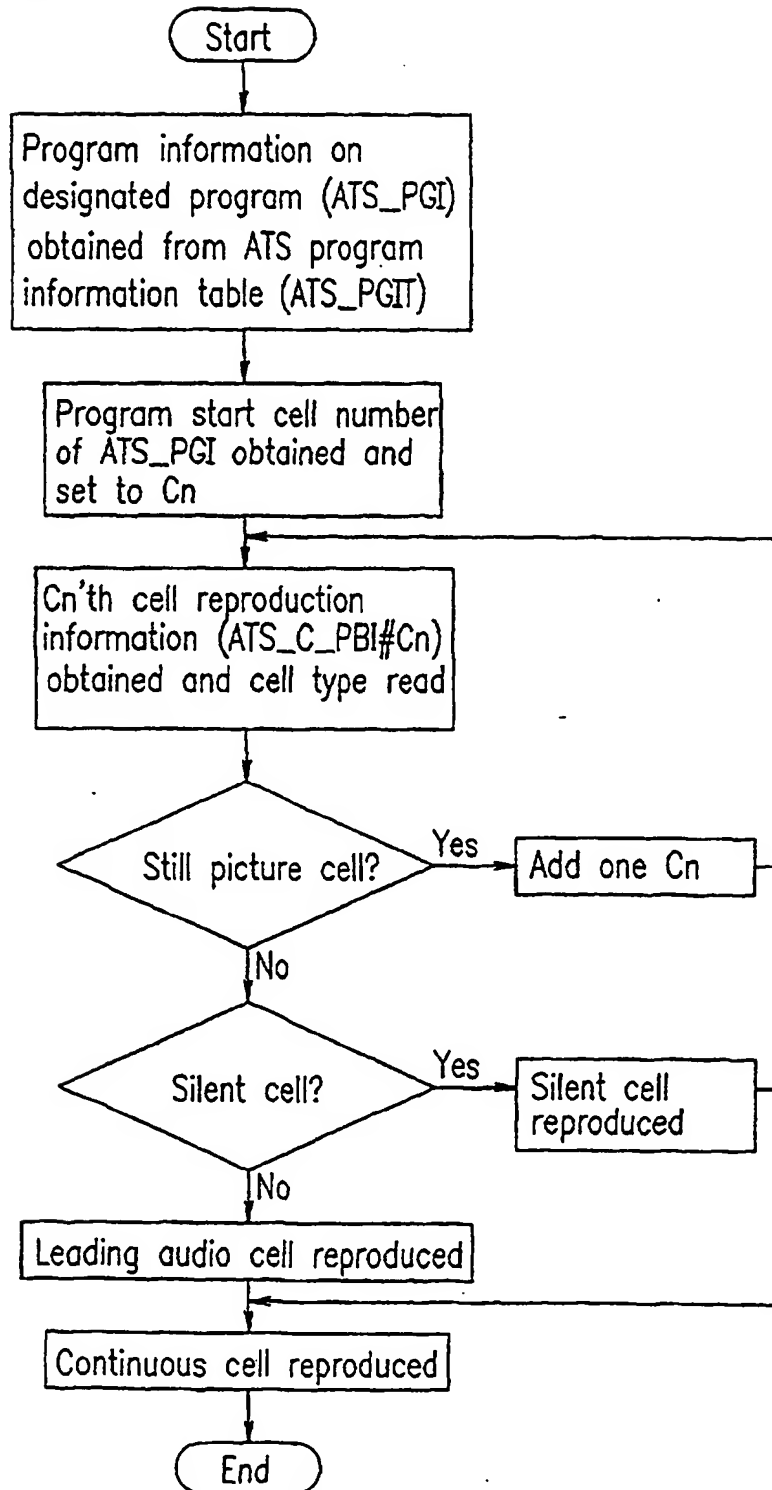 Start
Program information on
designated program (ATS_PGI)
obtained from ATS program
information table (ATS_PGIT)
Program start cell number
of ATS_PGI obtained and
set to Cn
Cn'th cell reproduction
information (ATS_C_PBI#Cn)
obtained and cell type read
Still picture cell?
Yes
Add one Cn
No
Silent cell?
Yes
Silent cell
reproduced
No
Leading audio cell reproduced
Continuous cell reproduced
End